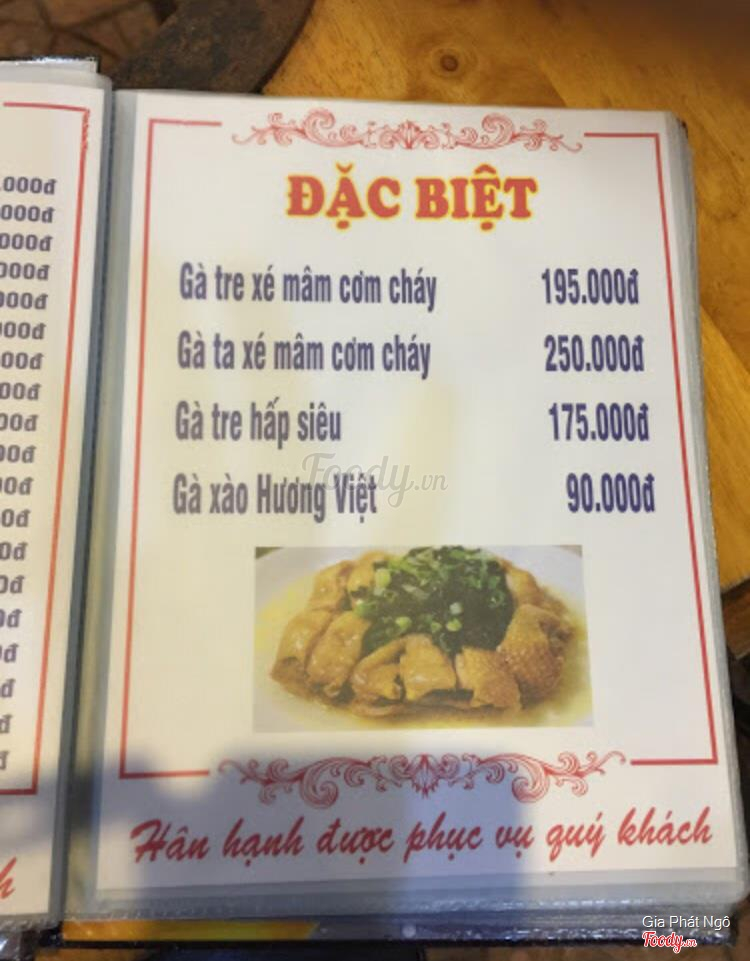 ĐẶC BIỆT
Gà tre xé mâm cơm cháy 195.000đ
Gà ta xé mâm cơm cháy 250.000đ
Gà tre hấp siêu 175.000đ
Gà xào Hương Việt 90.000đ
Foody.vn
Hân hạnh được phục vụ quý khách
Gia Phát Ngô
Foody.vn